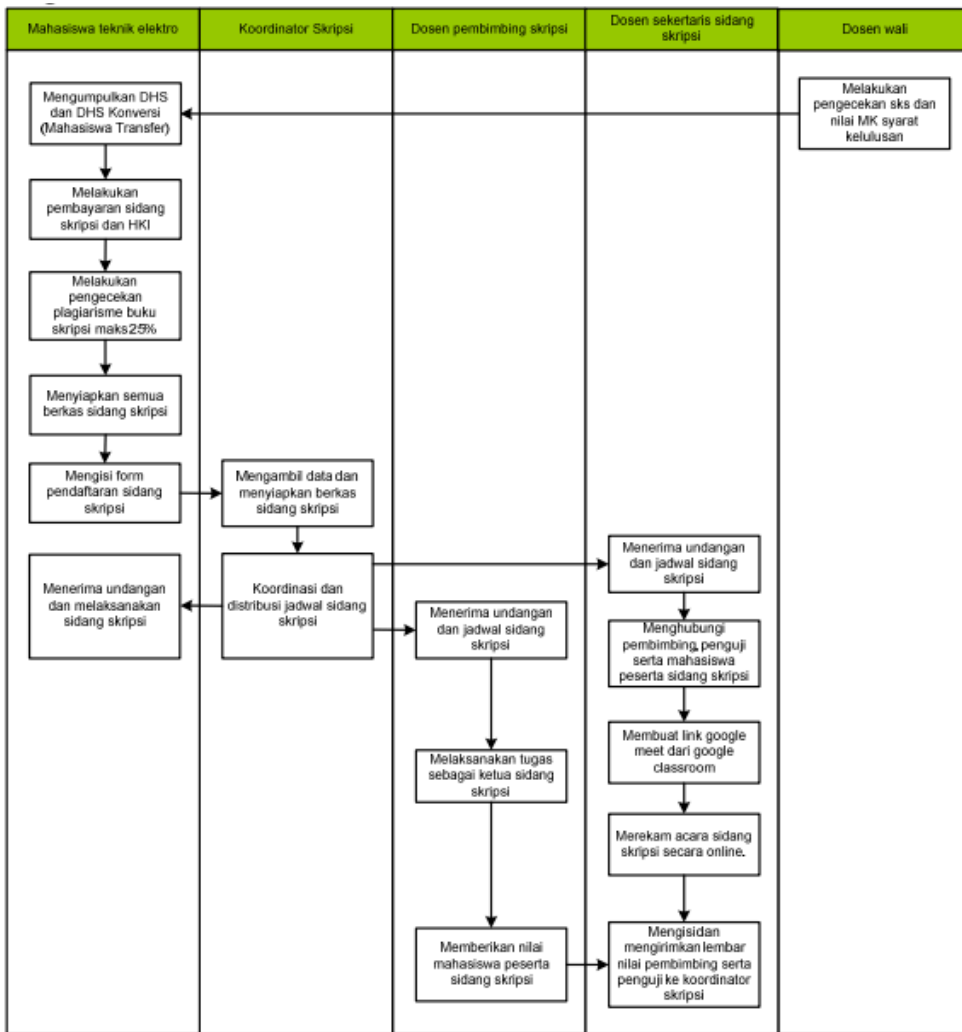 Mahasiswa teknik elektro
Koordinator Skripsi
Dosen pembimbing skripsi
Dosen sekertaris sidang
skripsi
Dosen wali
Mengumpulkan DHS
dan DHS Konversi
(Mahasiswa Transfer)
Melakukan
pengecekan sks dan
nilai MK syarat
kelulusan
Melakukan
pembayaran sidang
skripsi dan HKI
Melakukan
pengecekan
plagiarisme buku
skripsi maks25%
Menyiapkan semua
berkas sidang skripsi
Mengisi form
pendaftaran sidang
skripsi
Mengambil data dan
menyiapkan berkas
sidang skripsi
Menerima undangan
dan melaksanakan
sidang skripsi
Koordinasi dan
distribusi jadwal sidang
skripsi
Menerima undangan
dan jadwal sidang
skripsi
Menerima undangan
dan jadwal sidang
skripsi
Menghubungi
pembimbing, penguji
serta mahasiswa
peserta sidang skripsi
Membuat link google
meet dari google
classroom
Melaksanakan tugas
sebagai ketua sidang
skripsi
Merekam acara sidang
skripsi secara online.
Memberikan nilai
mahasiswa peserta
sidang skripsi
Mengisidan
mengirimkan lembar
nilai pembimbing serta
penguji ke koordinator
skripsi